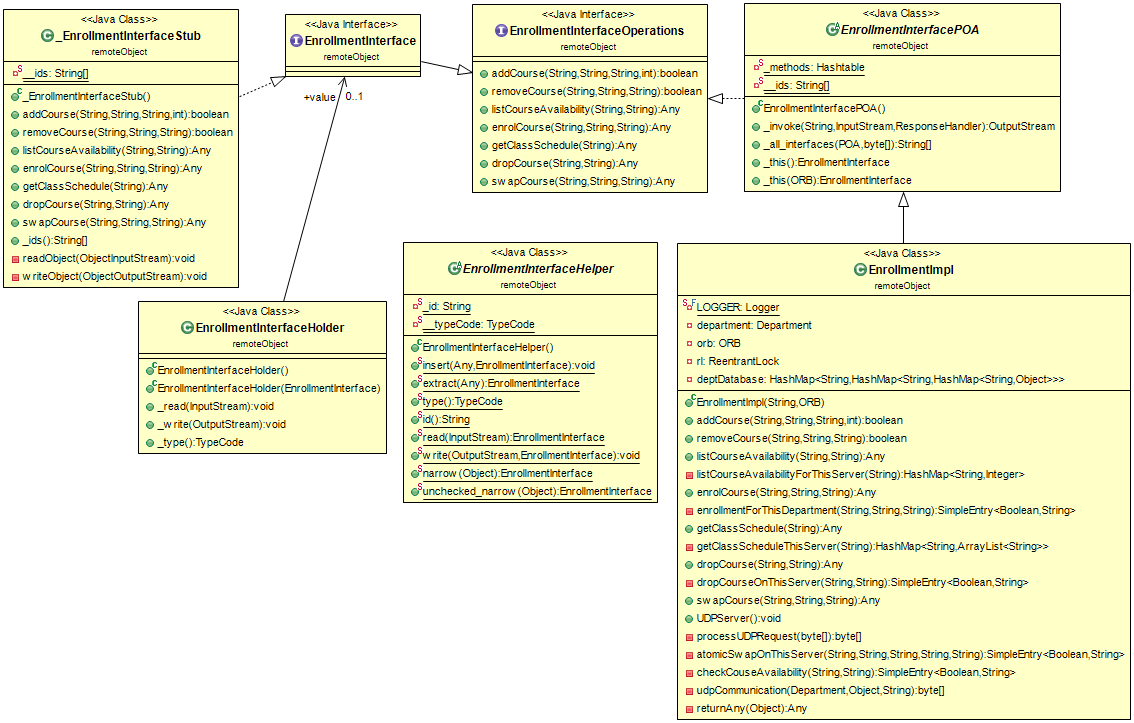 <<Java Class>>
_EnrollmentInterfaceStub
remoteObject
__ids: String[]
_EnrollmentInterfaceStub()
addCourse(String,String,String,int):boolean
removeCourse(String,String,String):boolean
listCourseAvailability(String,String):Any
enrolCourse(String,String,String):Any
getClassSchedule(String):Any
dropCourse(String,String):Any
swapCourse(String,String,String):Any
_ids():String[]
readObject(ObjectInputStream):void
writeObject(ObjectOutputStream):void
<<Java Interface>>
EnrollmentInterface
remoteObject
+value 0..1
<<Java Interface>>
EnrollmentInterfaceOperations
remoteObject
addCourse(String,String,String,int):boolean
removeCourse(String,String,String):boolean
listCourseAvailability(String,String):Any
enrolCourse(String,String,String):Any
getClassSchedule(String):Any
dropCourse(String,String):Any
swapCourse(String,String,String):Any
<<Java Class>>
EnrollmentInterfacePOA
remoteObject
_methods: Hashtable
__ids: String[]
EnrollmentInterfacePOA()
_invoke(String,InputStream,ResponseHandler):OutputStream
_all_interfaces(POA,byte[]):String[]
_this():EnrollmentInterface
_this(ORB):EnrollmentInterface
<<Java Class>>
EnrollmentInterfaceHolder
remoteObject
EnrollmentInterfaceHolder()
EnrollmentInterfaceHolder(EnrollmentInterface)
_read(InputStream):void
_write(OutputStream):void
_type():TypeCode
<<Java Class>>
EnrollmentInterfaceHelper
remoteObject
_id: String
__typeCode: TypeCode
EnrollmentInterfaceHelper()
insert(Any,EnrollmentInterface):void
extract(Any):EnrollmentInterface
type():TypeCode
id():String
read(InputStream):EnrollmentInterface
write(OutputStream,EnrollmentInterface):void
narrow(Object):EnrollmentInterface
unchecked_narrow(Object):EnrollmentInterface
<<Java Class>>
EnrollmentImpl
remoteObject
LOGGER: Logger
department: Department
orb: ORB
rl: ReentrantLock
deptDatabase: HashMap<String,HashMap<String,HashMap<String,Object>>>
EnrollmentImpl(String,ORB)
addCourse(String,String,String,int):boolean
removeCourse(String,String,String):boolean
listCourseAvailability(String,String):Any
listCourseAvailabilityForThisServer(String):HashMap<String,Integer>
enrolCourse(String,String,String):Any
enrollmentForThisDepartment(String,String,String):SimpleEntry<Boolean,String>
getClassSchedule(String):Any
getClassScheduleThisServer(String):HashMap<String,ArrayList<String>>
dropCourse(String,String):Any
dropCourseOnThisServer(String,String):SimpleEntry<Boolean,String>
swapCourse(String,String,String):Any
UDPServer():void
processUDPRequest(byte[]):byte[]
atomicSwapOnThisServer(String,String,String,String):SimpleEntry<Boolean,String>
checkCouseAvailability(String,String):SimpleEntry<Boolean,String>
udpCommunication(Department,Object,String):byte[]
returnAny(Object):Any